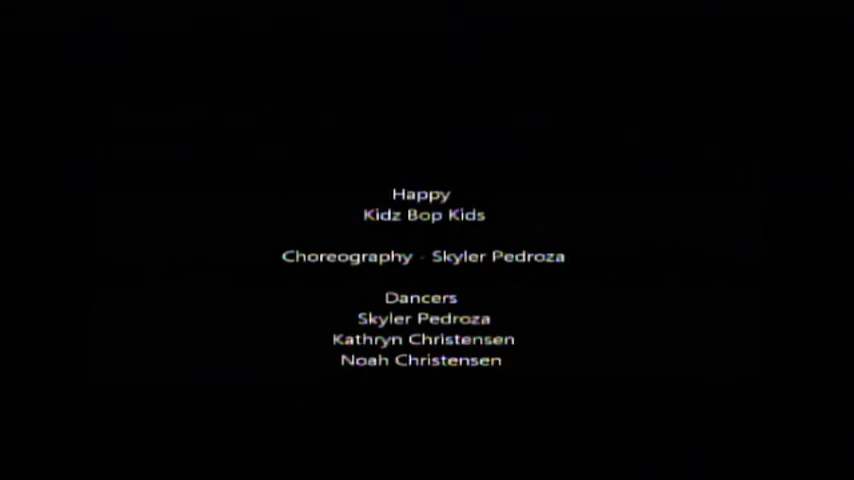 Happy
Kidz Bop Kids
Choreography - Skyler Pedroza
Dancers
Skyler Pedroza
Kathryn Christensen
Noah Christensen